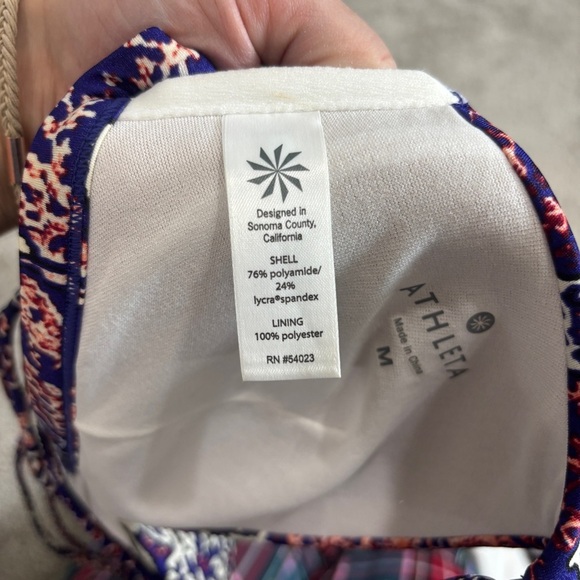 Designed in
Sonoma County,
California
SHELL
76% polyamide/
24%
lycra®spandex
LINING
100% polyester
RN #54023
ATHLETA
Made in
M